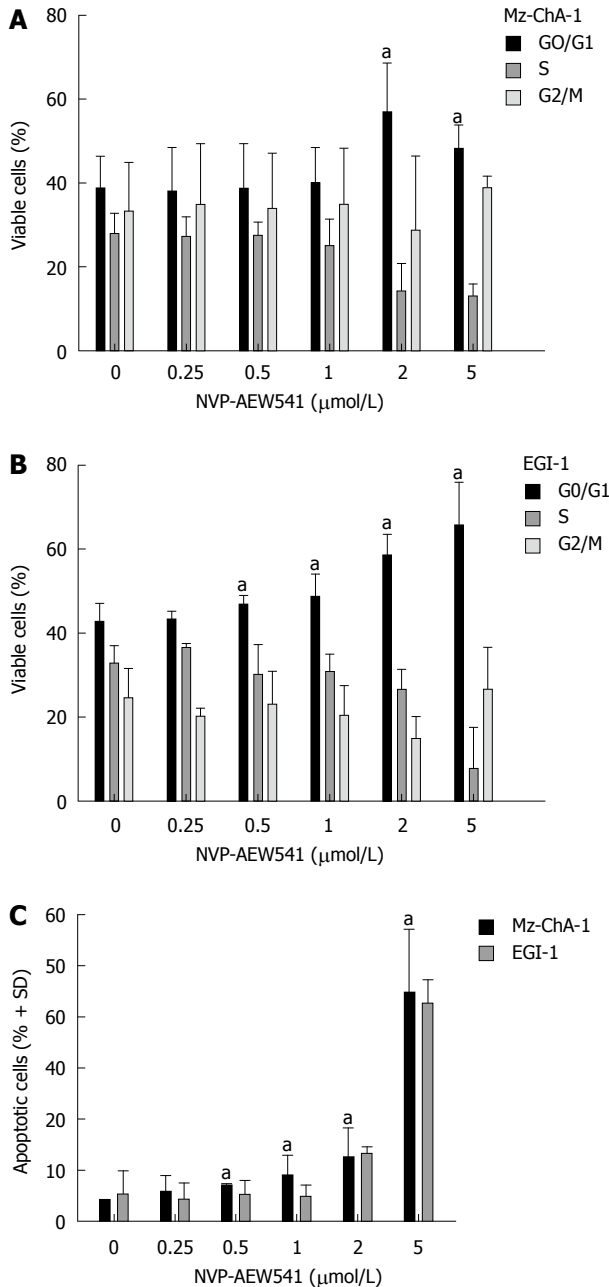 A
Mz-ChA-1
GO/G1
S
G2/M
Viable cells (%)
80
60
40
20
0
a
a
0 0.25 0.5 1 2 5
NVP-AEW541 (μmol/L)
B
EGI-1
G0/G1
S
G2/M
Viable cells (%)
80
60
40
20
0
a
a
a
a
0 0.25 0.5 1 2 5
NVP-AEW541 (μmol/L)
C
Mz-ChA-1
EGI-1
Apoptotic cells (% + SD)
60
50
60
40
20
10
0
a
a
a
a
0 0.25 0.5 1 2 5
NVP-AEW541 (μmol/L)